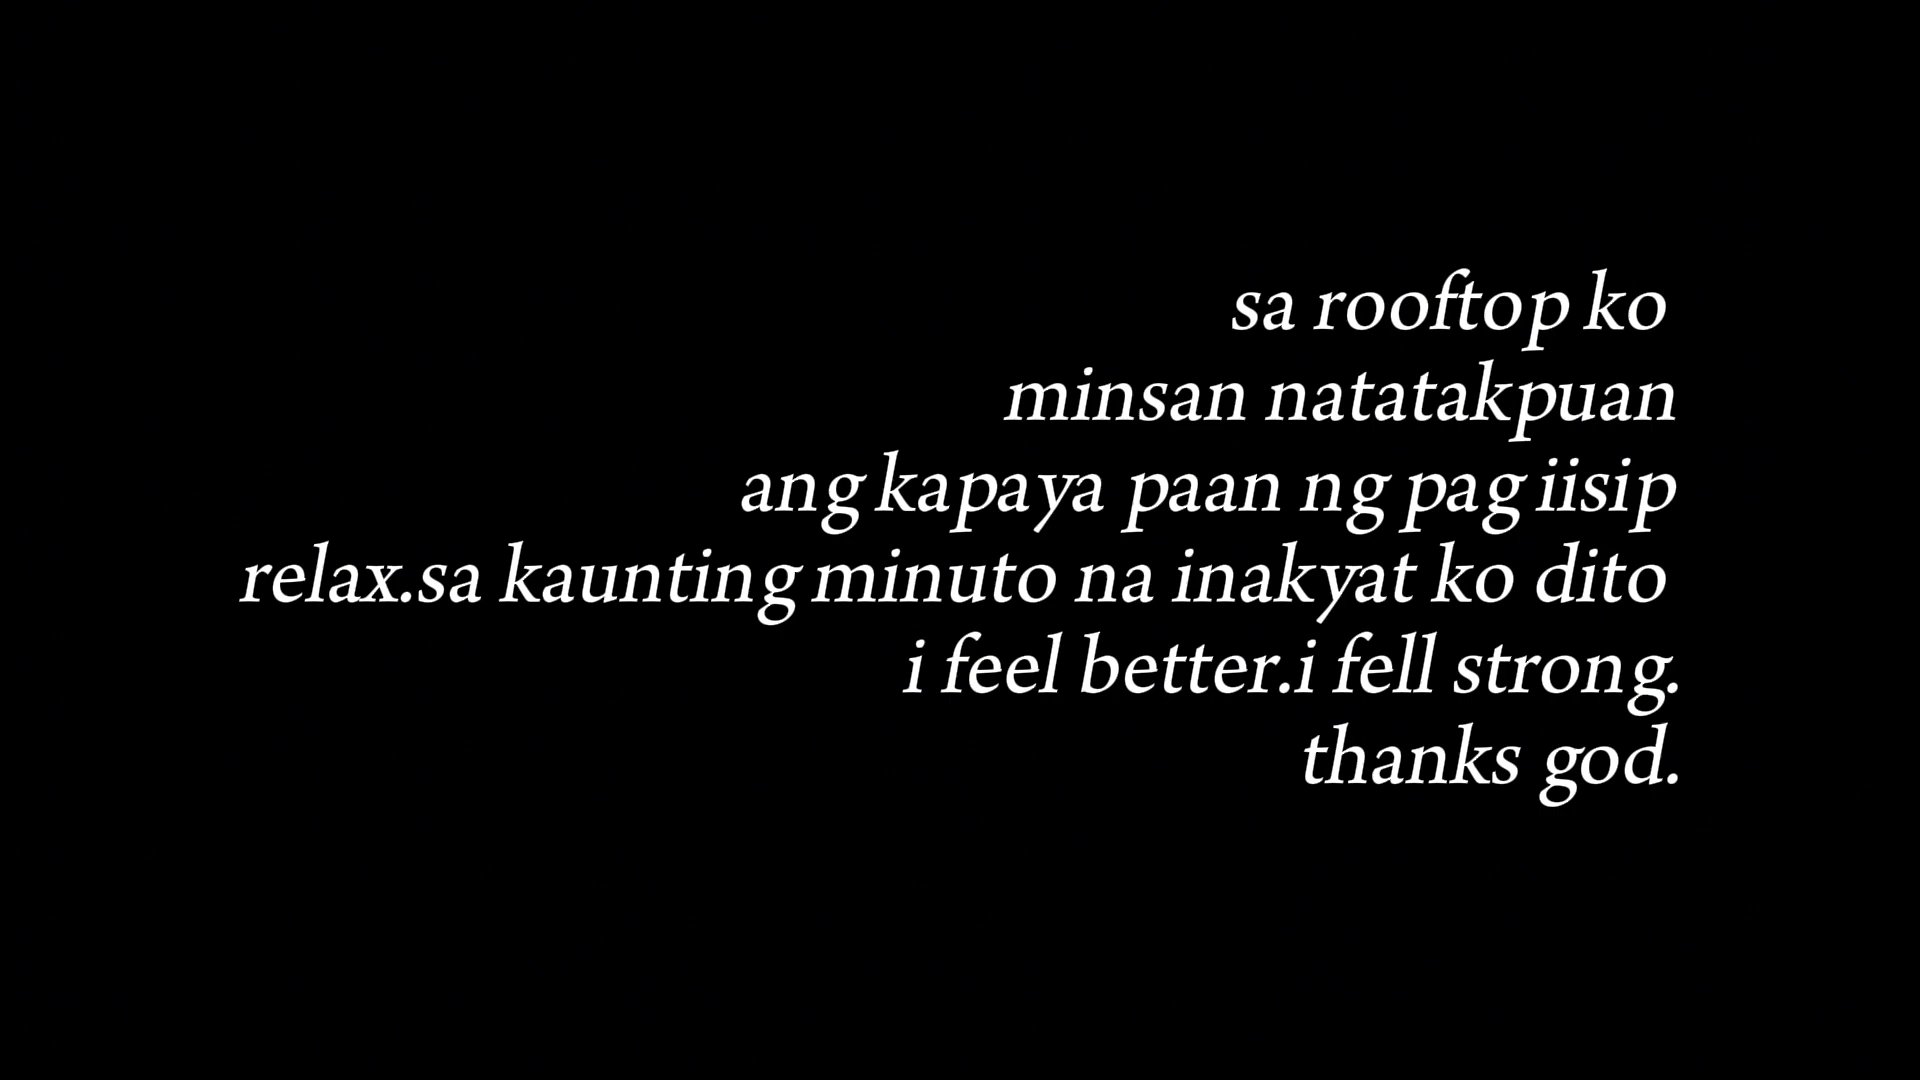 sa rooftop ko
minsan natatakpuan
ang kapaya paan ng pag iisip
relax.sa kaunting minuto na inakyat ko dito
i feel better.i fell strong.
thanks god.